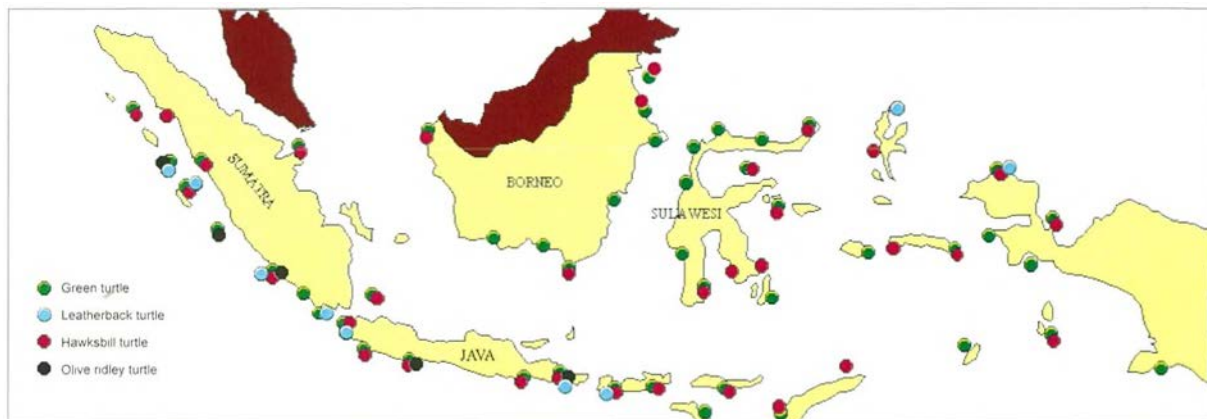 SUMATRA
BORNEO
SULAWESI
JAVA
Green turtle
Leatherback turtle
Hawksbill turtle
Olive ridley turtle